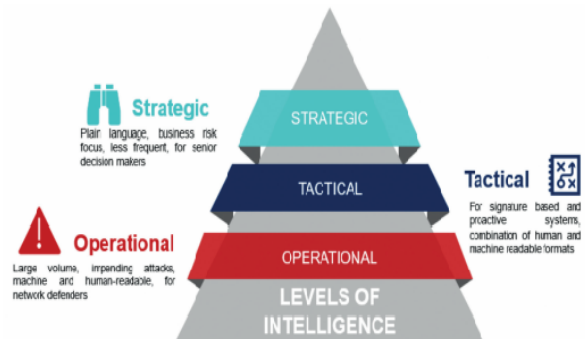 Strategic
Plain language, business risk
focus, less frequent, for senior
decision makers
STRATEGIC
TACTICAL
Tactical
For signature based and
proactive systems,
combination of human and
machine readable formats
Operational
Large volume, impending attacks,
machine and human-readable, for
network defenders
OPERATIONAL
LEVELS OF
INTELLIGENCE